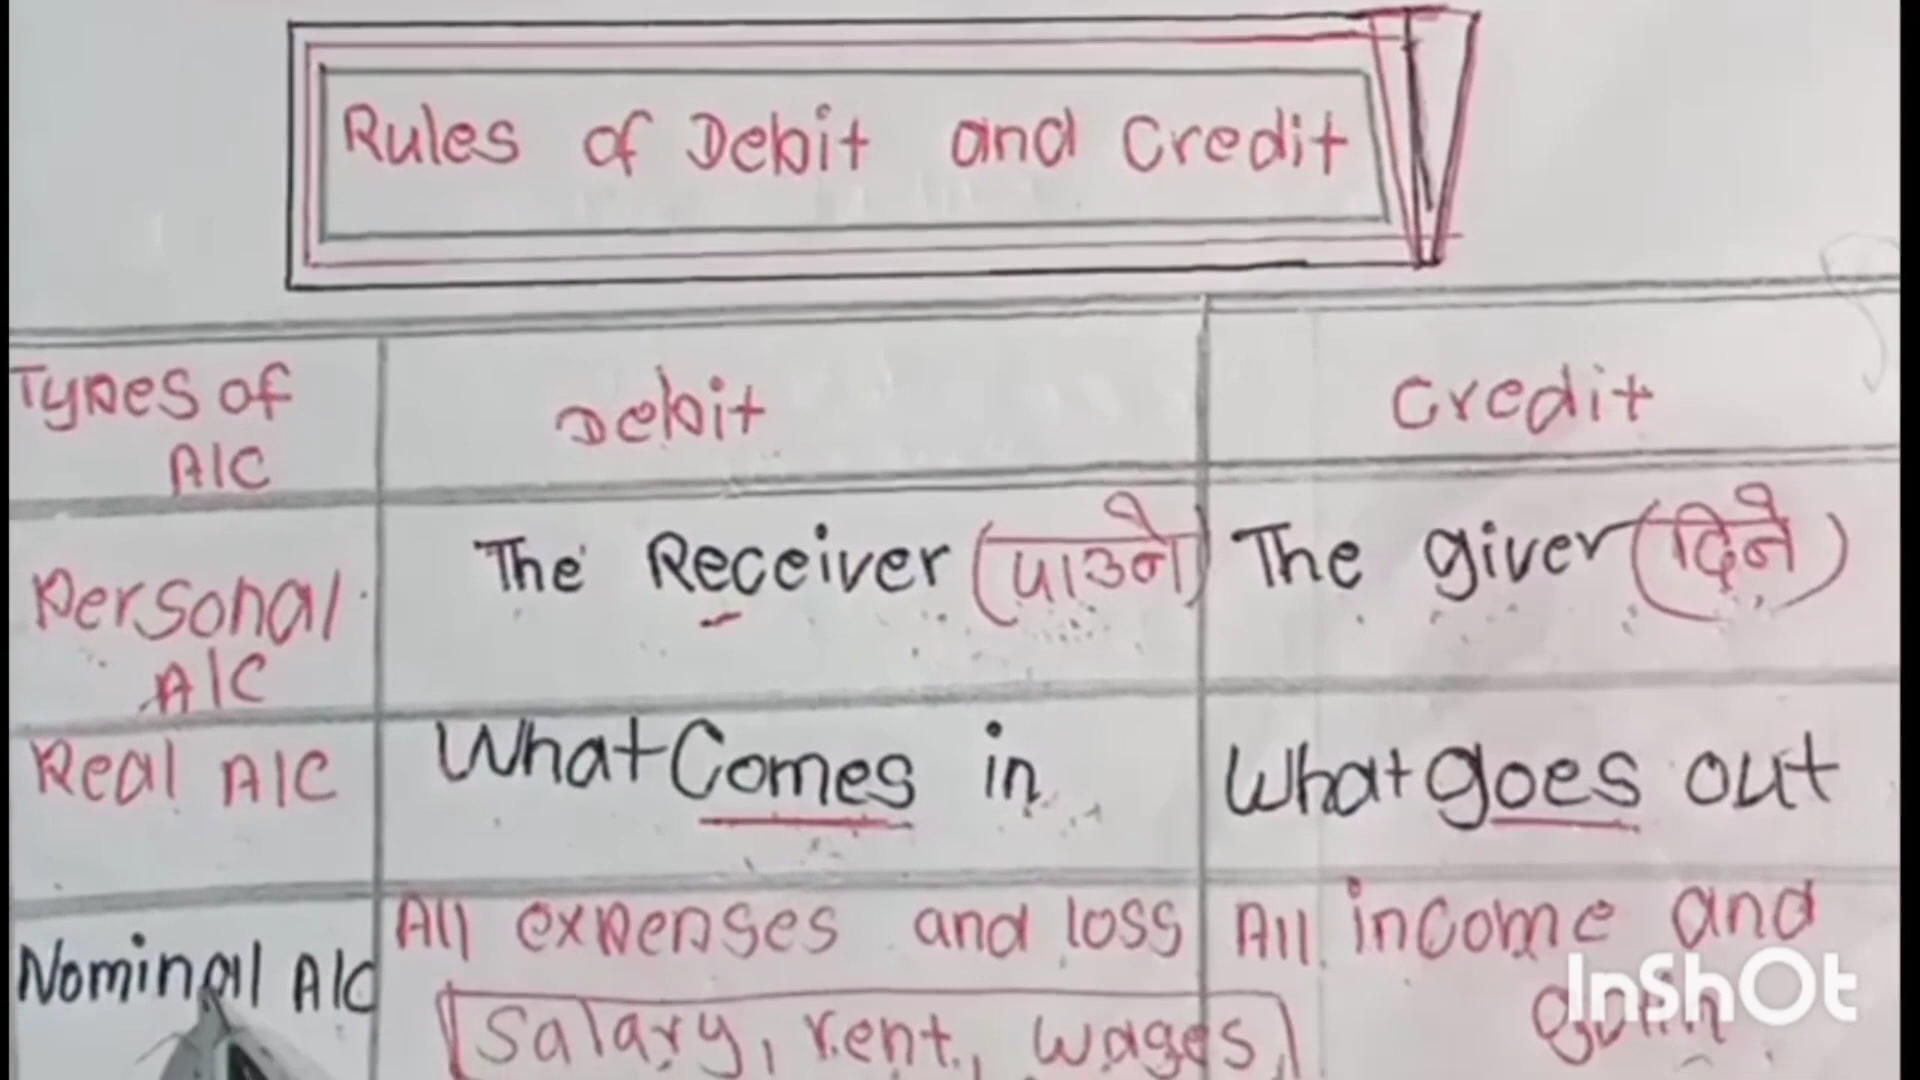 Rules of Debit and Credit
Types of A/C
Debit
Credit
Personal A/C
The Receiver (पाउने)
The giver (दिने)
Real A/C
What Comes in
What goes out
Nominal A/C
All expenses and loss
Salary, rent, wages,
All income and gain
InShOt